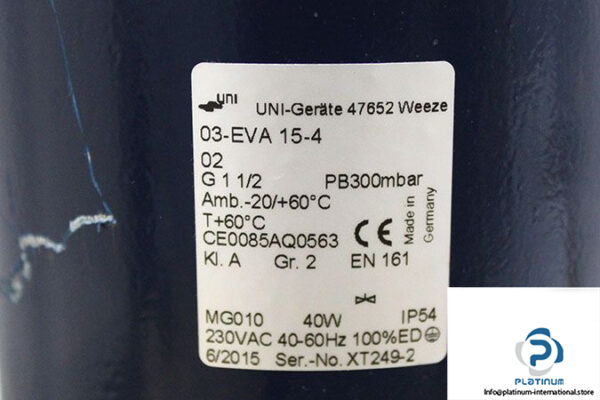 uni
UNI-Geräte 47652 Weeze
03-EVA 15-4
02
G 1 1/2 PB300mbar
Amb.-20/+60°C
T+60°C
CE0085AQ0563 CE
Made in
Germany
Kl. A Gr. 2 EN 161
MG010 40W IP54
230VAC 40-60Hz 100%ED
6/2015 Ser.-No. XT249-2
PLATINUM
Info@platinum-international.store